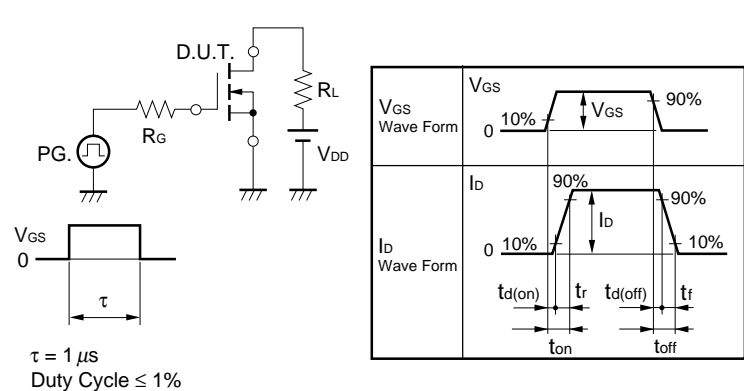 D.U.T.
RL
RG
PG.
VDD
VGS
0
τ
τ = 1 μs
Duty Cycle ≤ 1%
VGS
Wave Form
VGS
10%
0
VGS
90%
ID
Wave Form
ID
90%
90%
0 10%
ID
10%
td(on) tr td(off) tf
ton toff